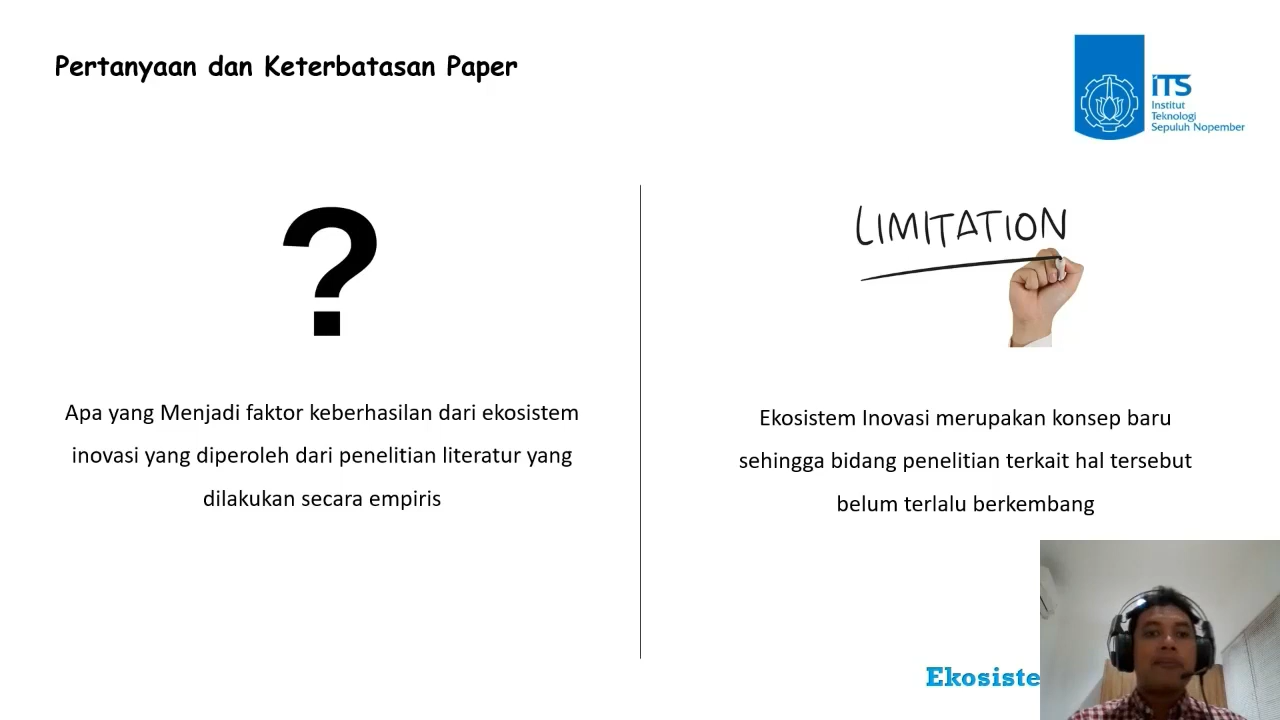 Pertanyaan dan Keterbatasan Paper
iTS
Institut
Teknologi
Sepuluh Nopember
?
Apa yang Menjadi faktor keberhasilan dari ekosistem
inovasi yang diperoleh dari penelitian literatur yang
dilakukan secara empiris
LIMITATION
Ekosistem Inovasi merupakan konsep baru
sehingga bidang penelitian terkait hal tersebut
belum terlalu berkembang
Ekosiste